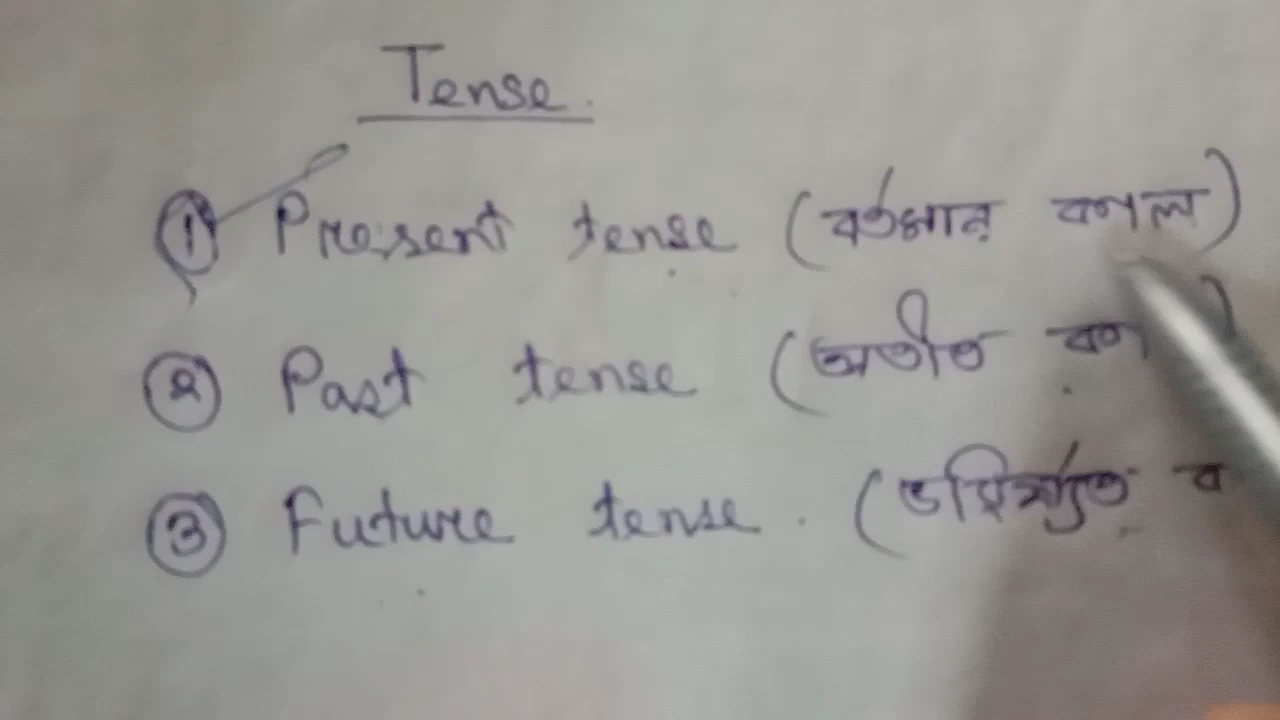 Tense.
① Present tense (বর্তমান কাল)
② Past tense (অতীত কা)
③ Future tense. (ভবিষ্যত ক